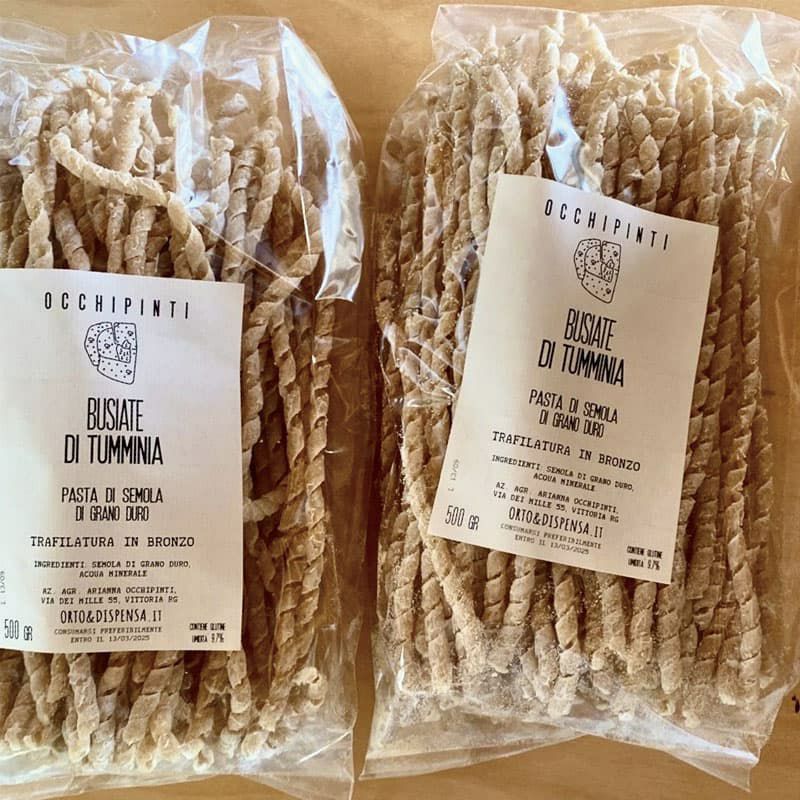 OCCHIPINTI
BUSIATE
DI TUMMINIA
PASTA DI SEMOLA
DI GRANO DURO
TRAFILATURA IN BRONZO
INGREDIENTI: SEMOLA DI GRANO DURO,
ACQUA MINERALE
AZ. AGR. ARIANNA OCCHIPINTI,
VIA DEI MILLE 55, VITTORIA RG
ORTO&DISPENSA.IT
CONSUMARSI PREFERIBILMENTE
ENTRO IL 13/03/2025
500 GR
CONTIENE GLUTINE
UMIDITÀ 9,7%
OCCHIPINTI
BUSIATE
DI TUMMINIA
PASTA DI SEMOLA
DI GRANO DURO
TRAFILATURA IN BRONZO
INGREDIENTI: SEMOLA DI GRANO DURO,
ACQUA MINERALE
AZ. AGR. ARIANNA OCCHIPINTI,
VIA DEI MILLE 55, VITTORIA RG
ORTO&DISPENSA.IT
CONSUMARSI PREFERIBILMENTE
ENTRO IL 13/03/2025
500 GR
CONTIENE GLUTINE
UMIDITÀ 9,7%